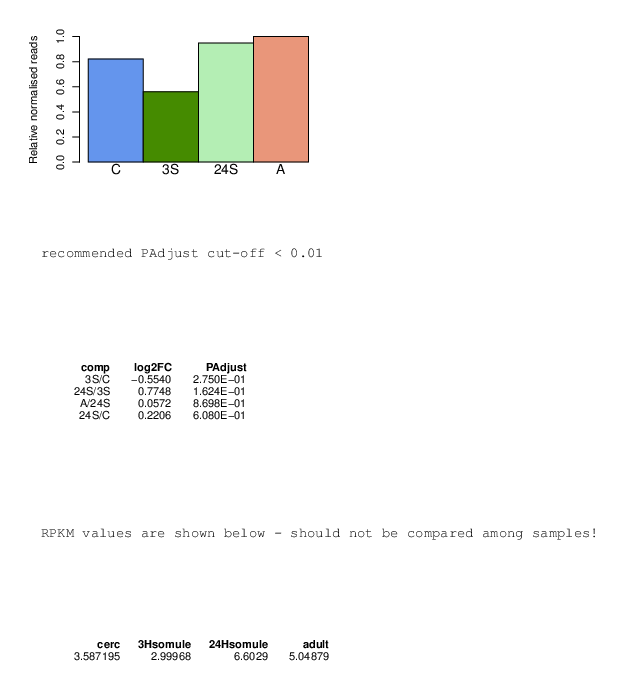 Relative normalised reads
1.0
0.8
0.6
0.4
0.2
0.0
C 3S 24S A
recommended PAdjust cut-off < 0.01
comp log2FC PAdjust
3S/C −0.5540 2.750E−01
24S/3S 0.7748 1.624E−01
A/24S 0.0572 8.698E−01
24S/C 0.2206 6.080E−01
RPKM values are shown below - should not be compared among samples!
cerc 3Hsomule 24Hsomule adult
3.587195 2.99968 6.6029 5.04879